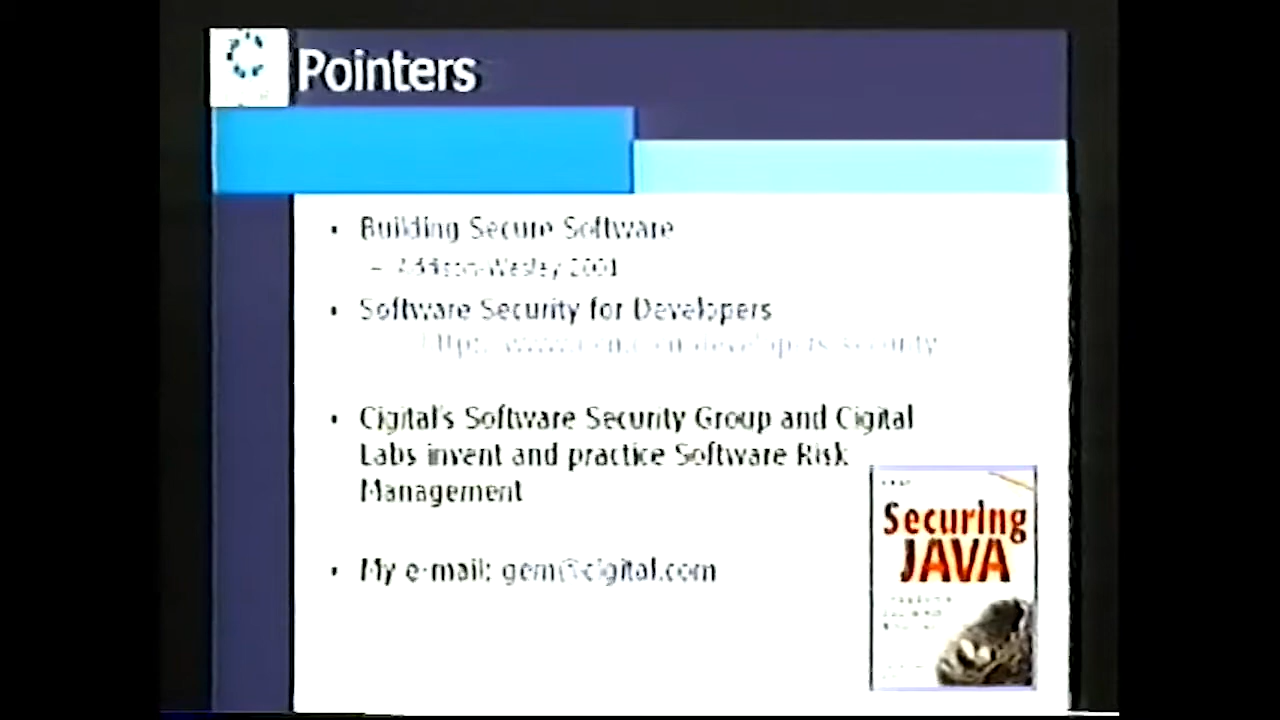 Pointers
• Building Secure Software
– Addison-Wesley 2001
• Software Security for Developers
• Cigital's Software Security Group and Cigital
Labs invent and practice Software Risk
Management
• My e-mail: gem@cigital.com
Securing
JAVA